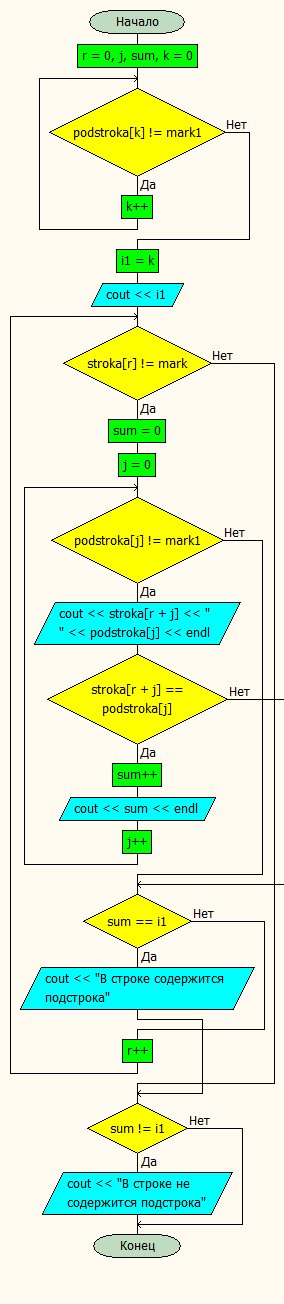 Начало
r = 0, j, sum, k = 0
podstroka[k] != mark1
Нет
Да
k++
i1 = k
cout << i1
stroka[r] != mark
Нет
Да
sum = 0
j = 0
podstroka[j] != mark1
Нет
Да
cout << stroka[r + j] << "
" << podstroka[j] << endl
stroka[r + j] ==
podstroka[j]
Нет
Да
sum++
cout << sum << endl
j++
sum == i1
Нет
Да
cout << "В строке содержится
подстрока"
r++
sum != i1
Нет
Да
cout << "В строке не
содержится подстрока"
Конец